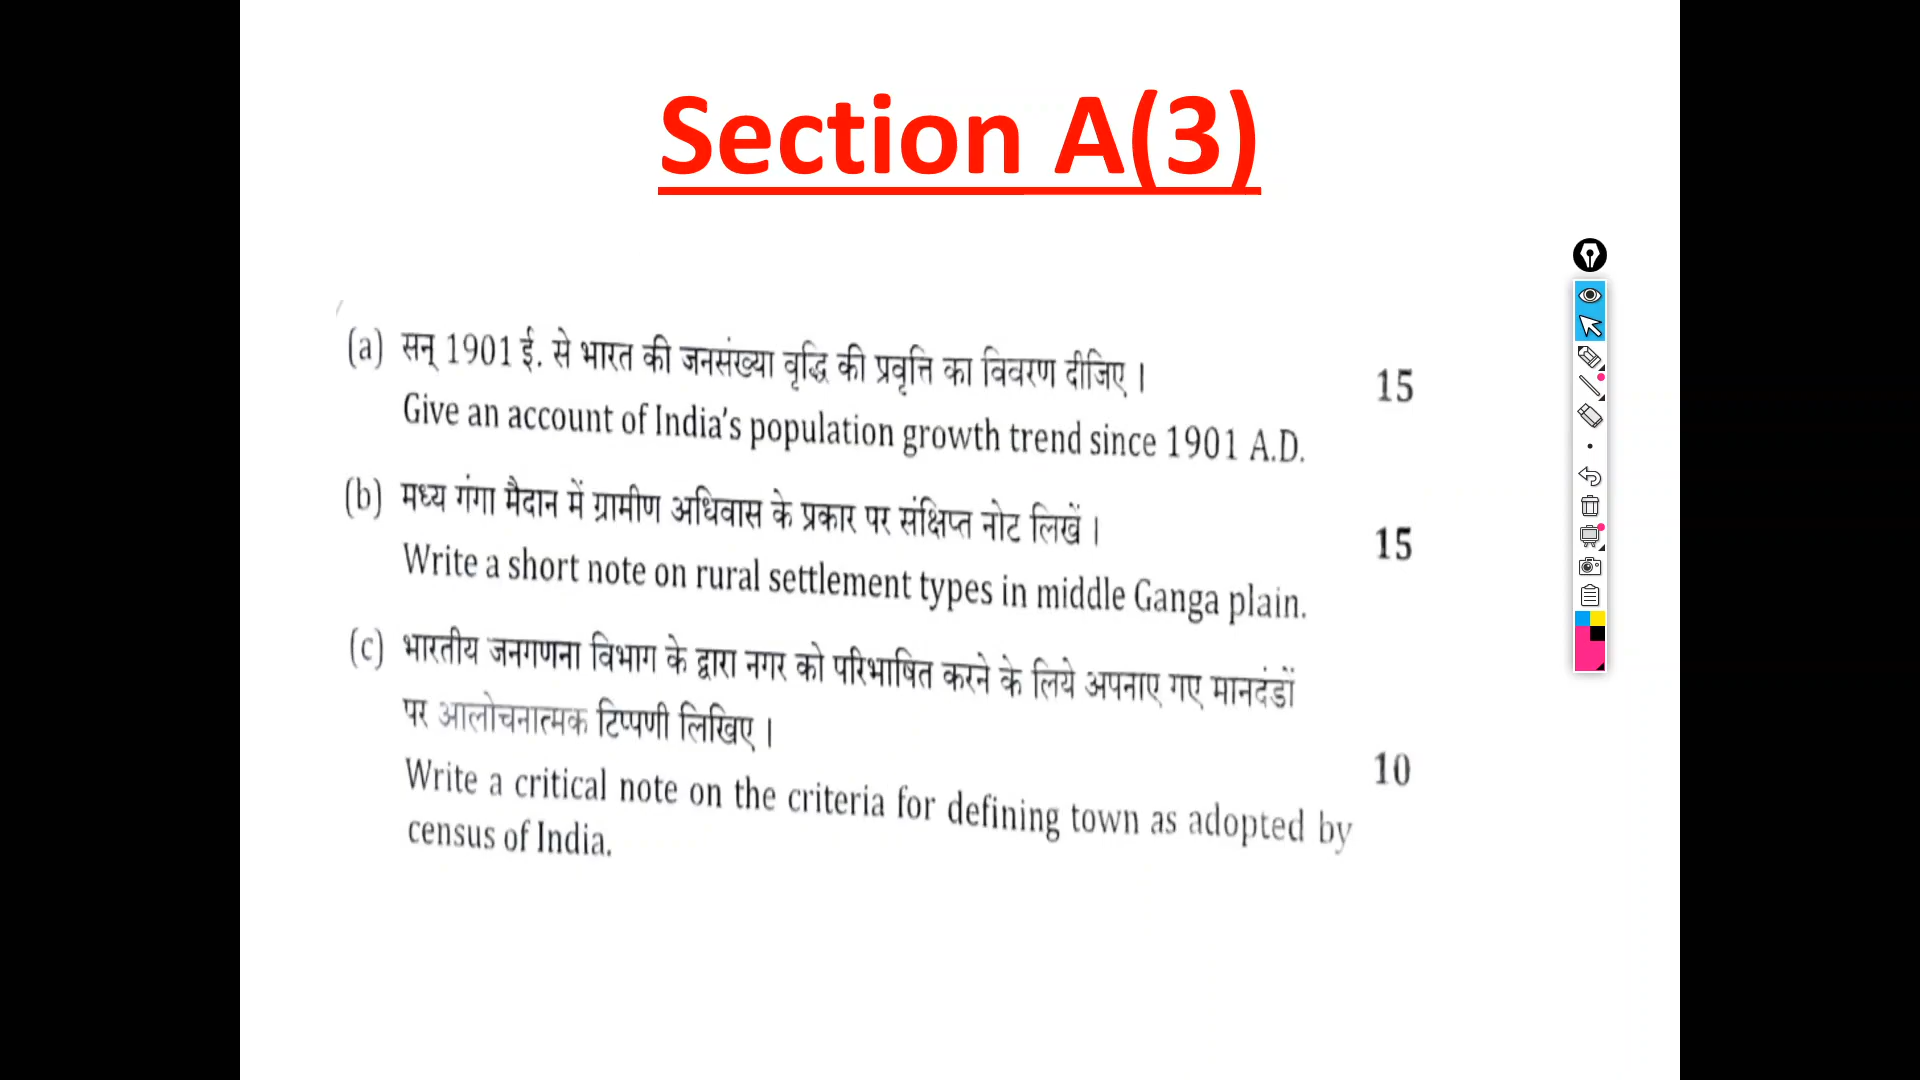 Section A(3)
(a) सन् 1901 ई. से भारत की जनसंख्या वृद्धि की प्रवृत्ति का विवरण दीजिए ।
15
Give an account of India's population growth trend since 1901 A.D.
(b) मध्य गंगा मैदान में ग्रामीण अधिवास के प्रकार पर संक्षिप्त नोट लिखें ।
15
Write a short note on rural settlement types in middle Ganga plain.
(c) भारतीय जनगणना विभाग के द्वारा नगर को परिभाषित करने के लिये अपनाए गए मानदंडों
पर आलोचनात्मक टिप्पणी लिखिए ।
10
Write a critical note on the criteria for defining town as adopted by
census of India.